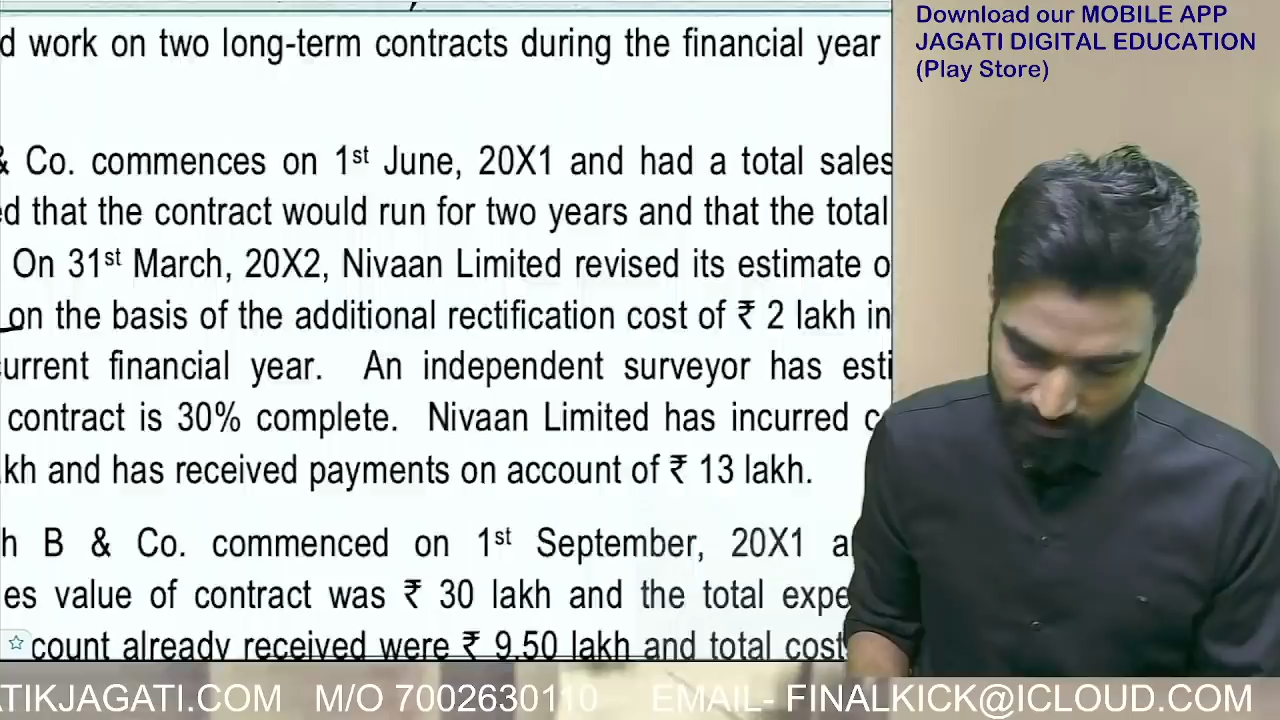 d work on two long-term contracts during the financial year
& Co. commences on 1st June, 20X1 and had a total sales
ed that the contract would run for two years and that the total
On 31st March, 20X2, Nivaan Limited revised its estimate o
on the basis of the additional rectification cost of ₹ 2 lakh in
urrent financial year. An independent surveyor has esti
contract is 30% complete. Nivaan Limited has incurred c
kh and has received payments on account of ₹ 13 lakh.
h B & Co. commenced on 1st September, 20X1 a
es value of contract was ₹ 30 lakh and the total expe
count already received were ₹ 9.50 lakh and total cost
Download our MOBILE APP
JAGATI DIGITAL EDUCATION
(Play Store)
TIKJAGATI.COM M/O 7002630110 EMAIL- FINALKICK@ICLOUD.COM